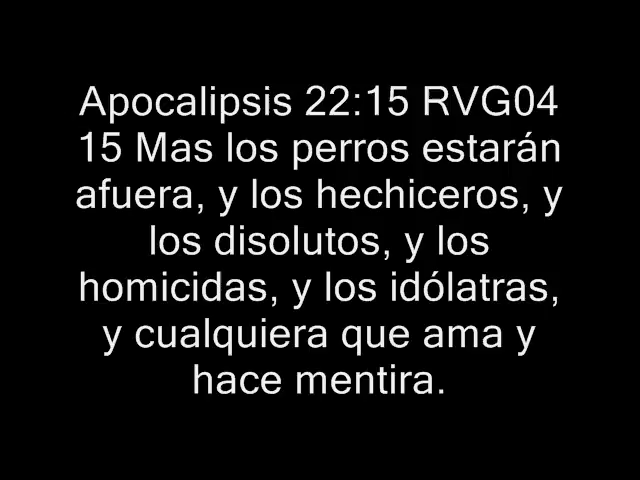 Apocalipsis 22:15 RVG04
15 Mas los perros estarán
afuera, y los hechiceros, y
los disolutos, y los
homicidas, y los idólatras,
y cualquiera que ama y
hace mentira.